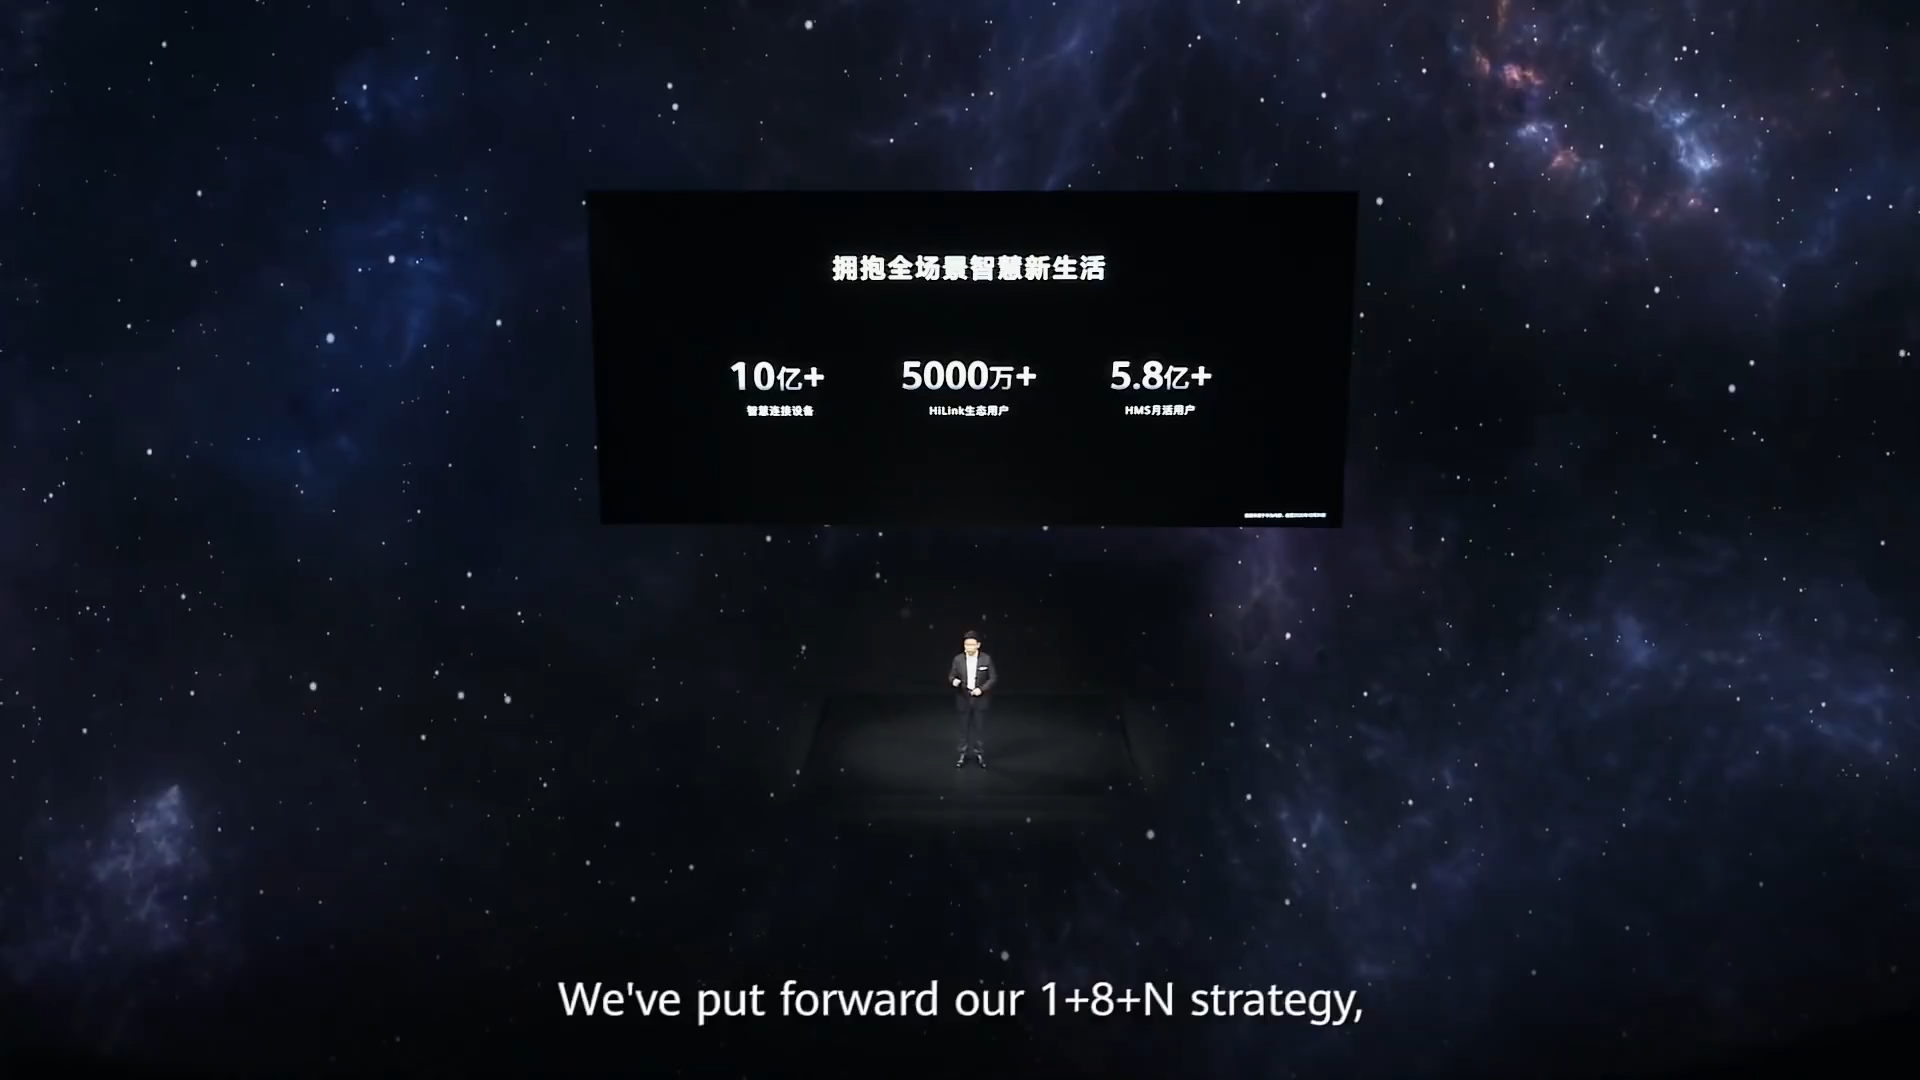 拥抱全场景智慧新生活
10亿+ 5000万+ 5.8亿+
智慧连接设备 HiLink生态用户 HMS月活用户
We've put forward our 1+8+N strategy,